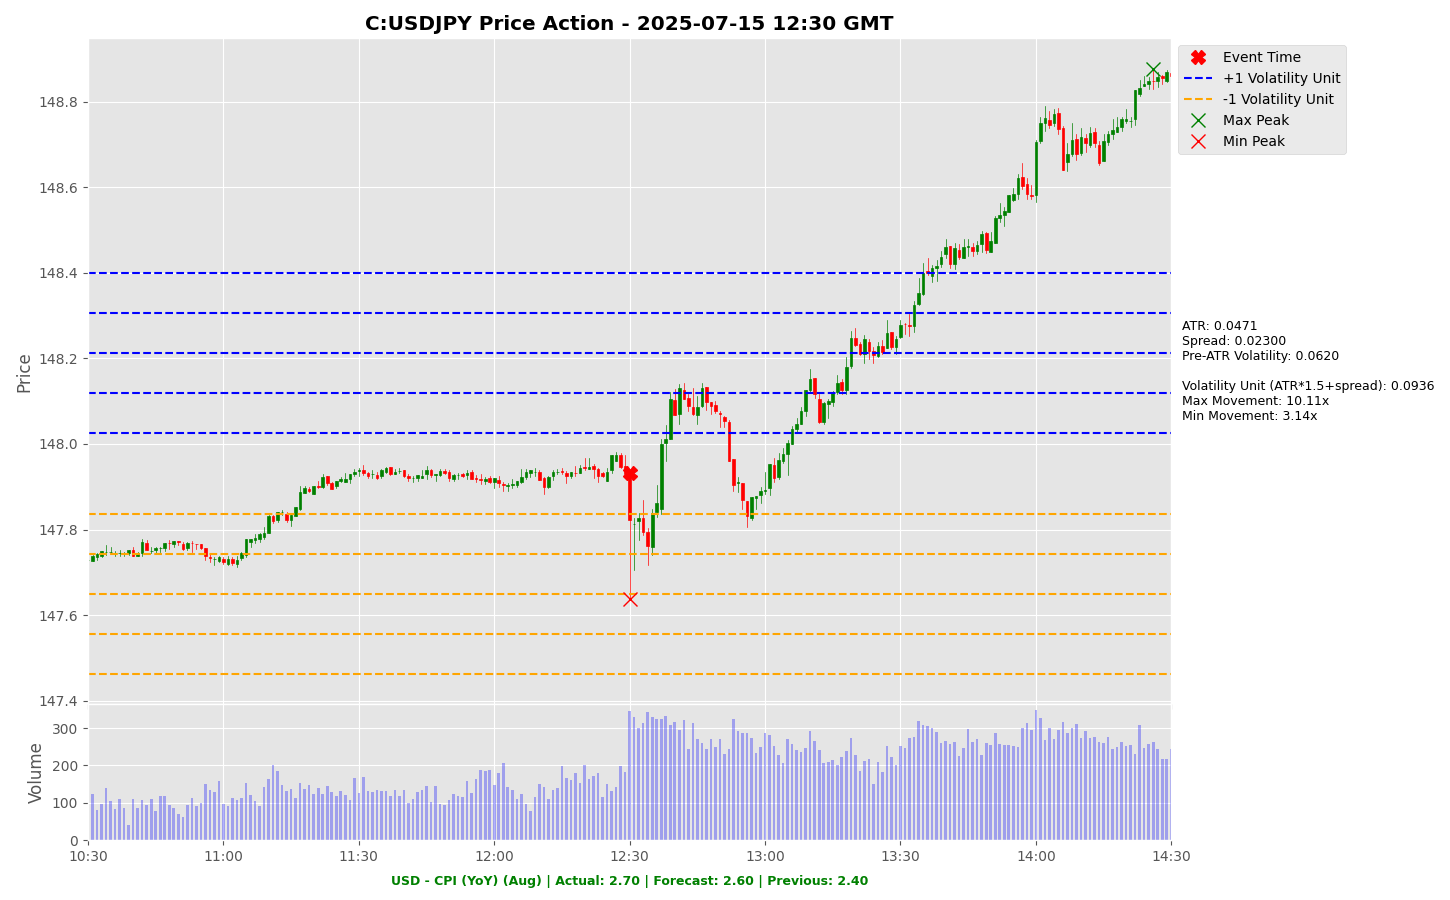 C:USDJPY Price Action - 2025-07-15 12:30 GMT
Event Time
+1 Volatility Unit
-1 Volatility Unit
Max Peak
Min Peak
Price
148.8
148.6
148.4
148.2
148.0
147.8
147.6
147.4
ATR: 0.0471
Spread: 0.02300
Pre-ATR Volatility: 0.0620
Volatility Unit (ATR*1.5+spread): 0.0936
Max Movement: 10.11x
Min Movement: 3.14x
Volume
300
200
100
0
10:30 11:00 11:30 12:00 12:30 13:00 13:30 14:00 14:30
USD - CPI (YoY) (Aug) | Actual: 2.70 | Forecast: 2.60 | Previous: 2.40